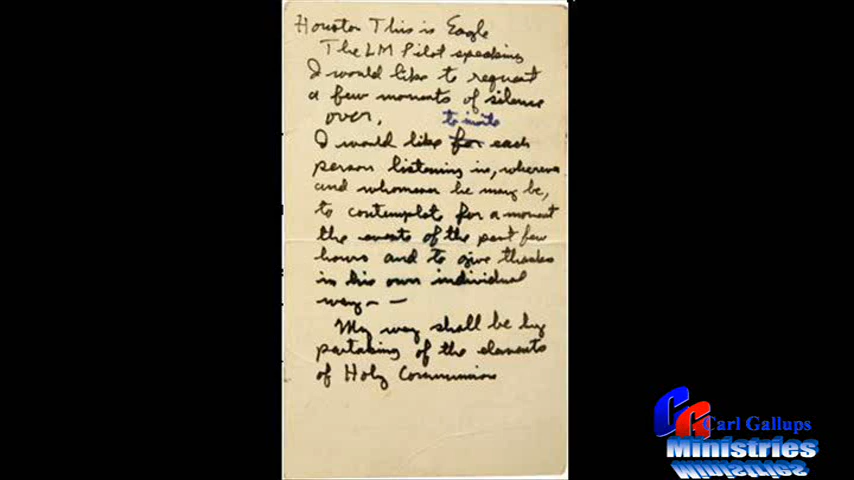 Houston This is Eagle
The LM Pilot speaking
I would like to request
a few moments of silence
over.
to invite
I would like for each
person listening in, wherever
and whomever he may be,
to contemplate for a moment
the events of the past few
hours and to give thanks
in his own individual
way – –
My way shall be by
partaking of the elements
of Holy Communion
CG Carl Gallups
Ministries